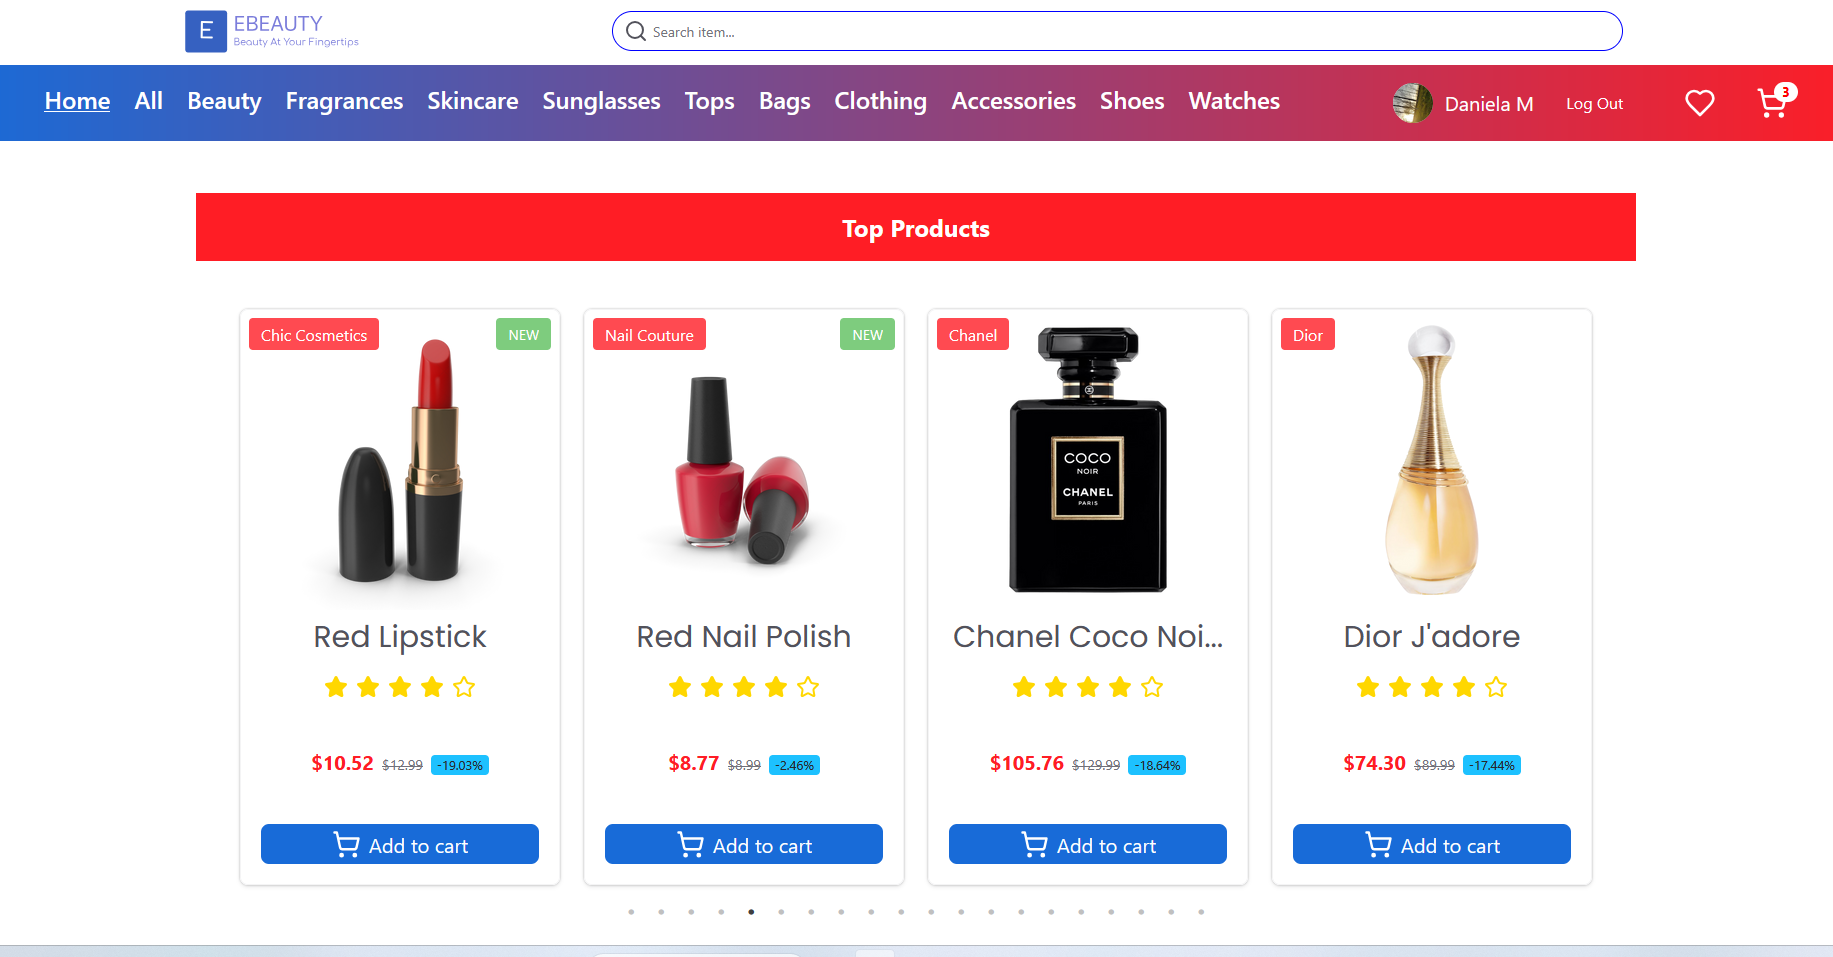 E EBEAUTY
Beauty At Your Fingertips
Search item...
Home All Beauty Fragrances Skincare Sunglasses Tops Bags Clothing Accessories Shoes Watches Daniela M Log Out 3
Top Products
Chic Cosmetics NEW Nail Couture NEW Chanel Dior
COCO
NOIR
CHANEL
PARIS
Red Lipstick Red Nail Polish Chanel Coco Noi... Dior J'adore
$10.52 $12.99 -19.03% $8.77 $8.99 -2.46% $105.76 $129.99 -18.64% $74.30 $89.99 -17.44%
Add to cart Add to cart Add to cart Add to cart